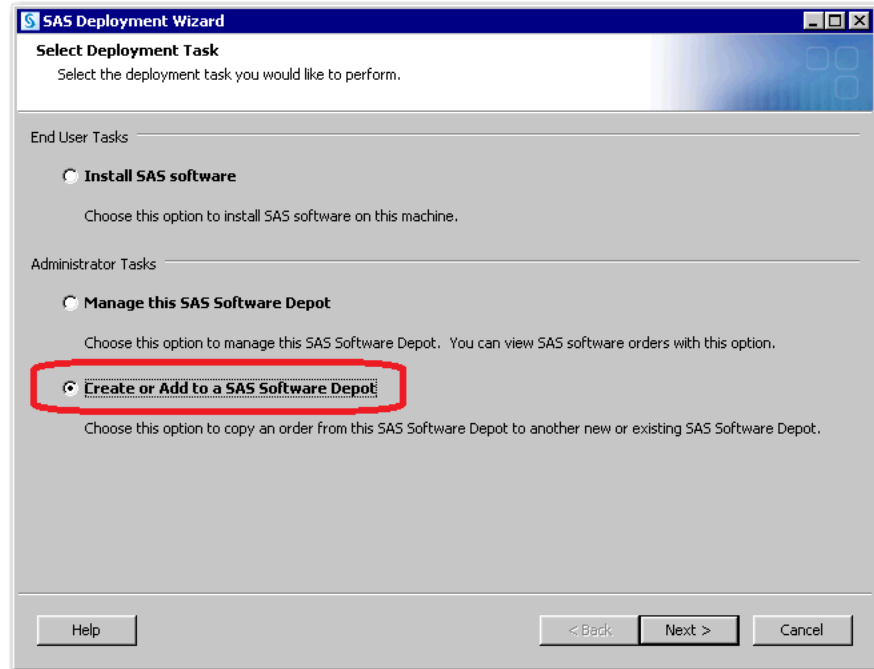 SAS Deployment Wizard
Select Deployment Task
Select the deployment task you would like to perform.
End User Tasks
Install SAS software
Choose this option to install SAS software on this machine.
Administrator Tasks
Manage this SAS Software Depot
Choose this option to manage this SAS Software Depot.  You can view SAS software orders with this option.
Create or Add to a SAS Software Depot
Choose this option to copy an order from this SAS Software Depot to another new or existing SAS Software Depot.
Help < Back Next > Cancel